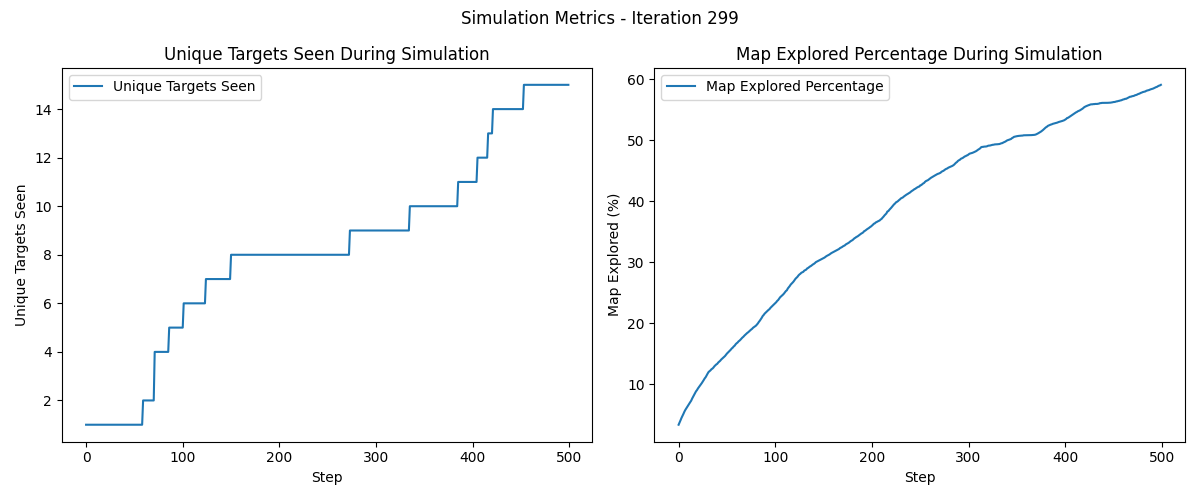 Simulation Metrics - Iteration 299
Unique Targets Seen During Simulation
Unique Targets Seen
14
12
10
8
6
4
2
Unique Targets Seen
0 100 200 300 400 500
Step
Map Explored Percentage During Simulation
Map Explored Percentage
60
50
40
30
20
10
Map Explored (%)
0 100 200 300 400 500
Step